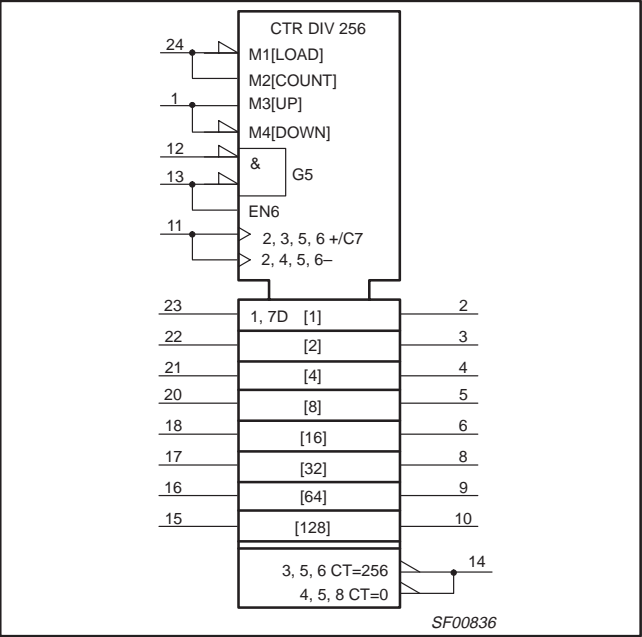 CTR DIV 256
24
M1[LOAD]
M2[COUNT]
1
M3[UP]
M4[DOWN]
12
&
G5
13
EN6
11
2, 3, 5, 6 +/C7
2, 4, 5, 6–
23
1, 7D [1]
2
22
[2]
3
21
[4]
4
20
[8]
5
18
[16]
6
17
[32]
8
16
[64]
9
15
[128]
10
3, 5, 6 CT=256
14
4, 5, 8 CT=0
SF00836